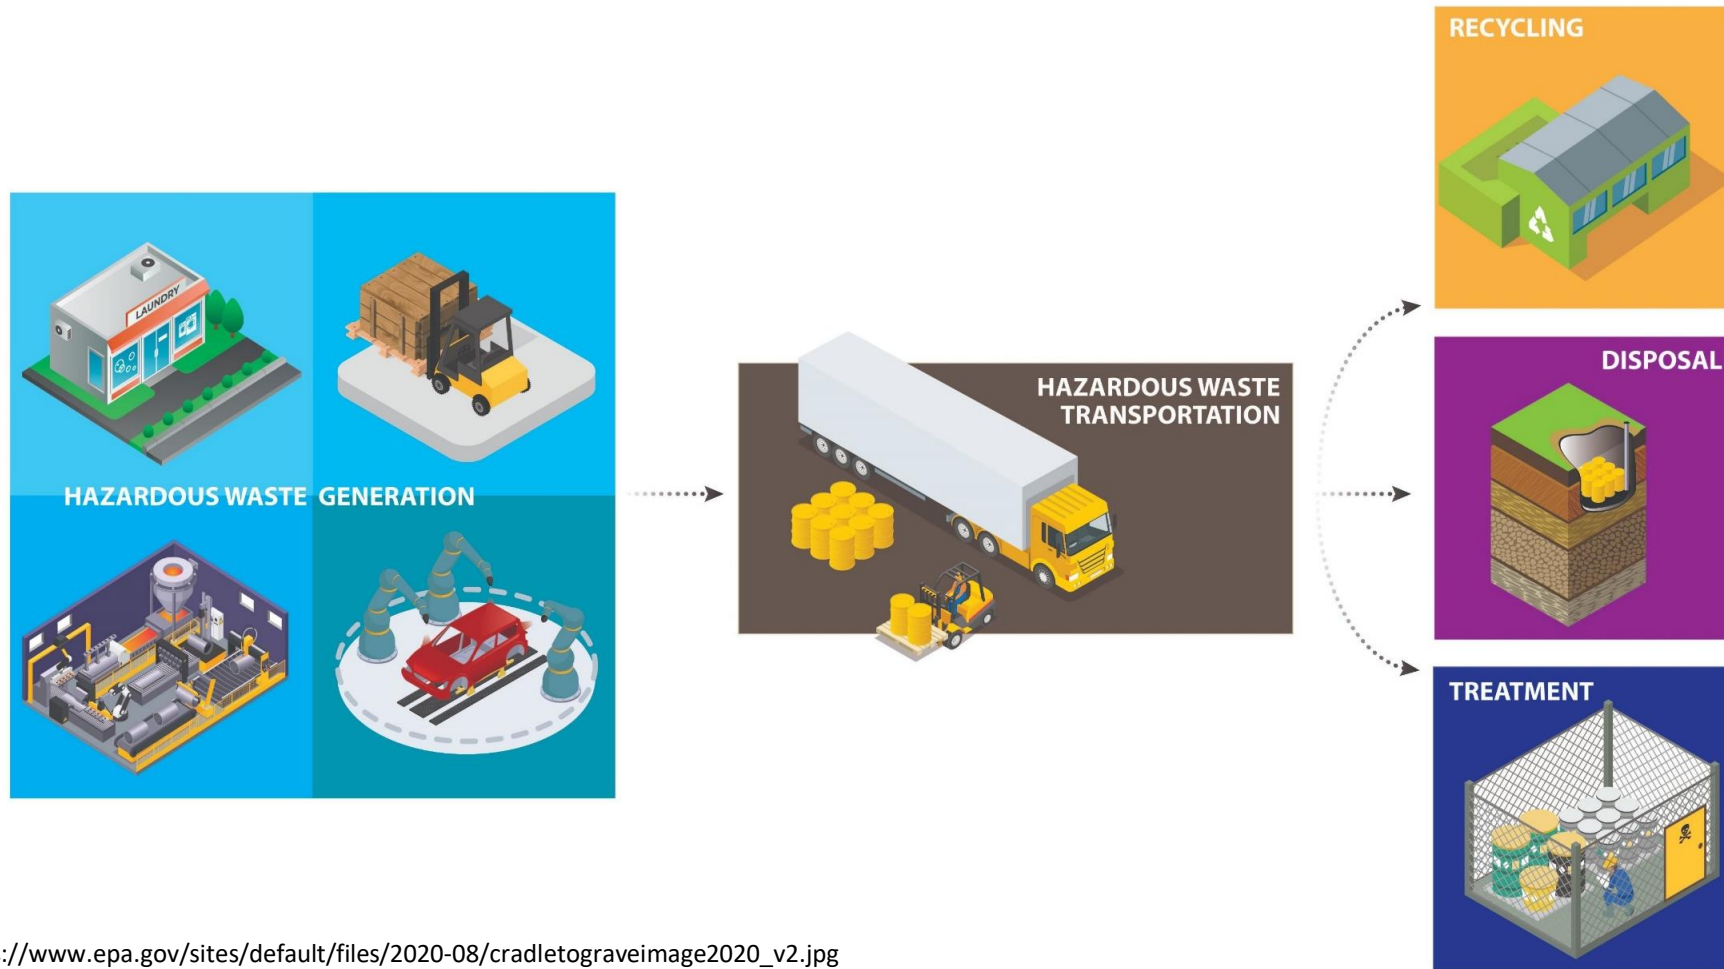 LAUNDRY
HAZARDOUS WASTE GENERATION
HAZARDOUS WASTE
TRANSPORTATION
RECYCLING
DISPOSAL
TREATMENT
://www.epa.gov/sites/default/files/2020-08/cradletograveimage2020_v2.jpg